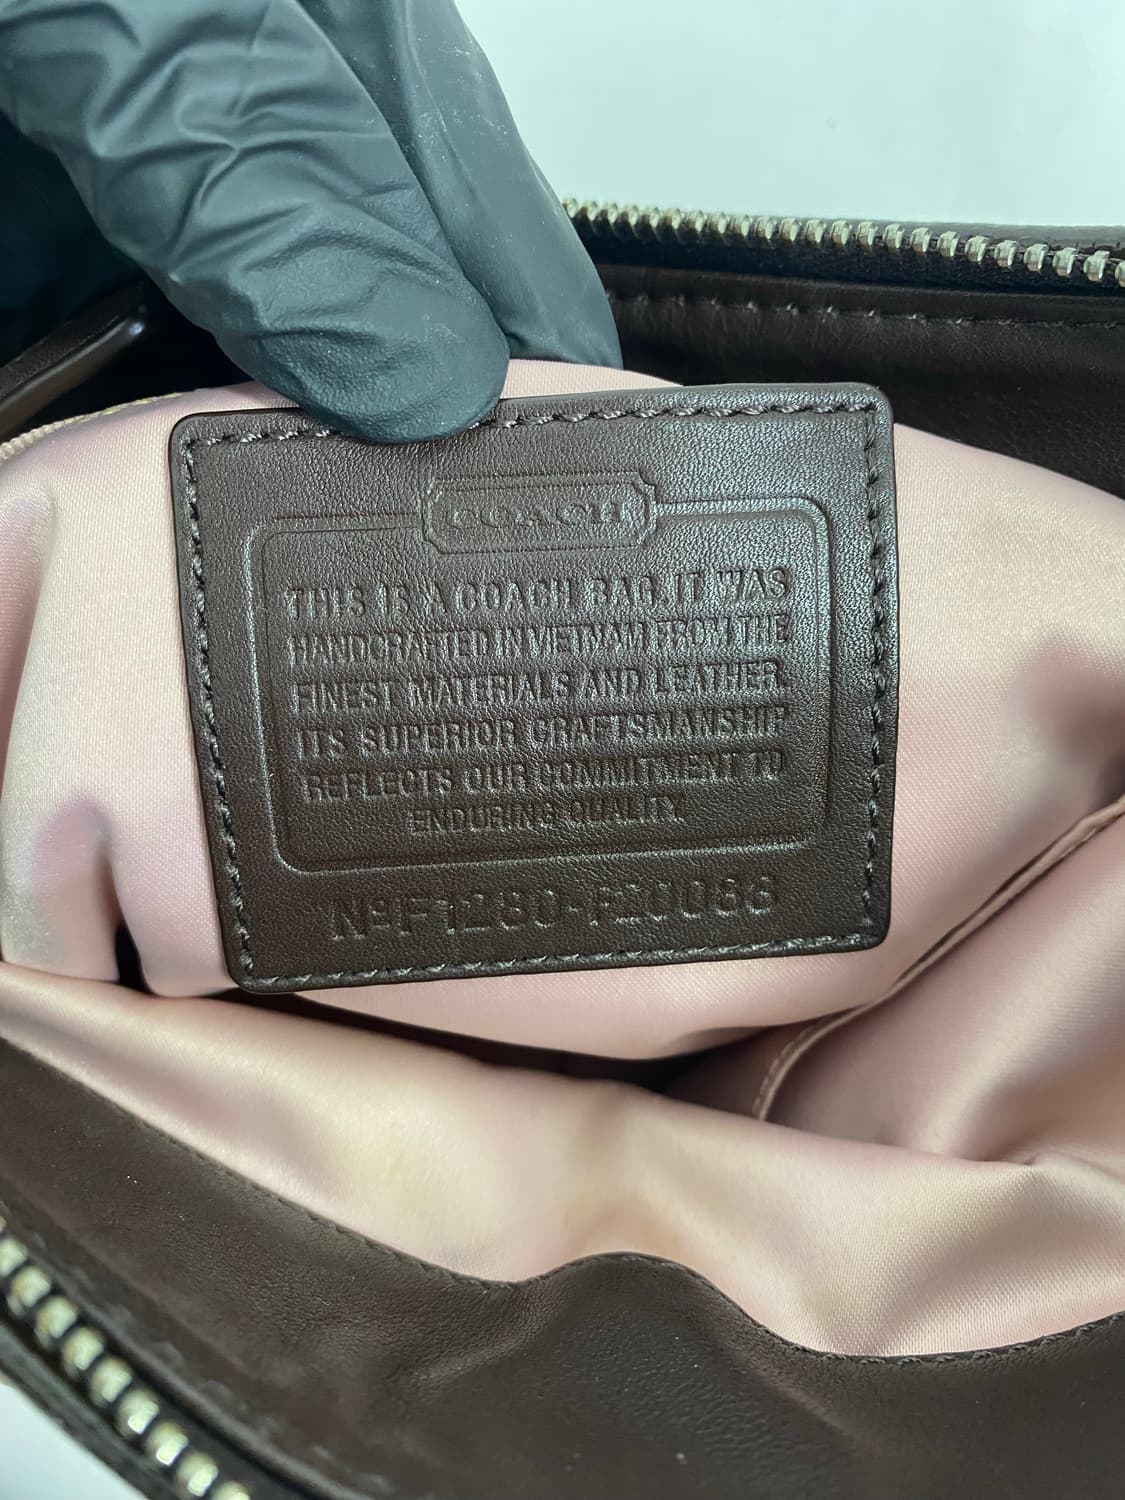 COACH
THIS IS A COACH BAG. IT WAS
HANDCRAFTED IN VIETNAM FROM THE
FINEST MATERIALS AND LEATHER.
ITS SUPERIOR CRAFTSMANSHIP
REFLECTS OUR COMMITMENT TO
ENDURING QUALITY.